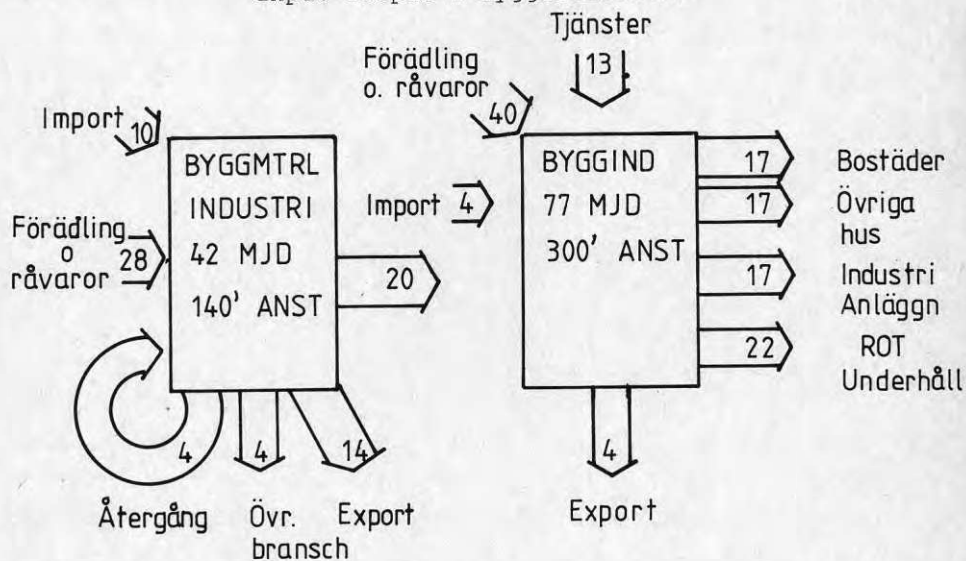 Tjänster
13
Förädling
o. råvaror
40
Import
10
BYGGMTRL
INDUSTRI
42 MJD
140' ANST
Förädling
o
råvaror
28
20
4
Återgång
4
Övr.
bransch
14
Export
Import
4
BYGGIND
77 MJD
300' ANST
17
Bostäder
17
Övriga
hus
17
Industri
Anläggn
22
ROT
Underhåll
4
Export